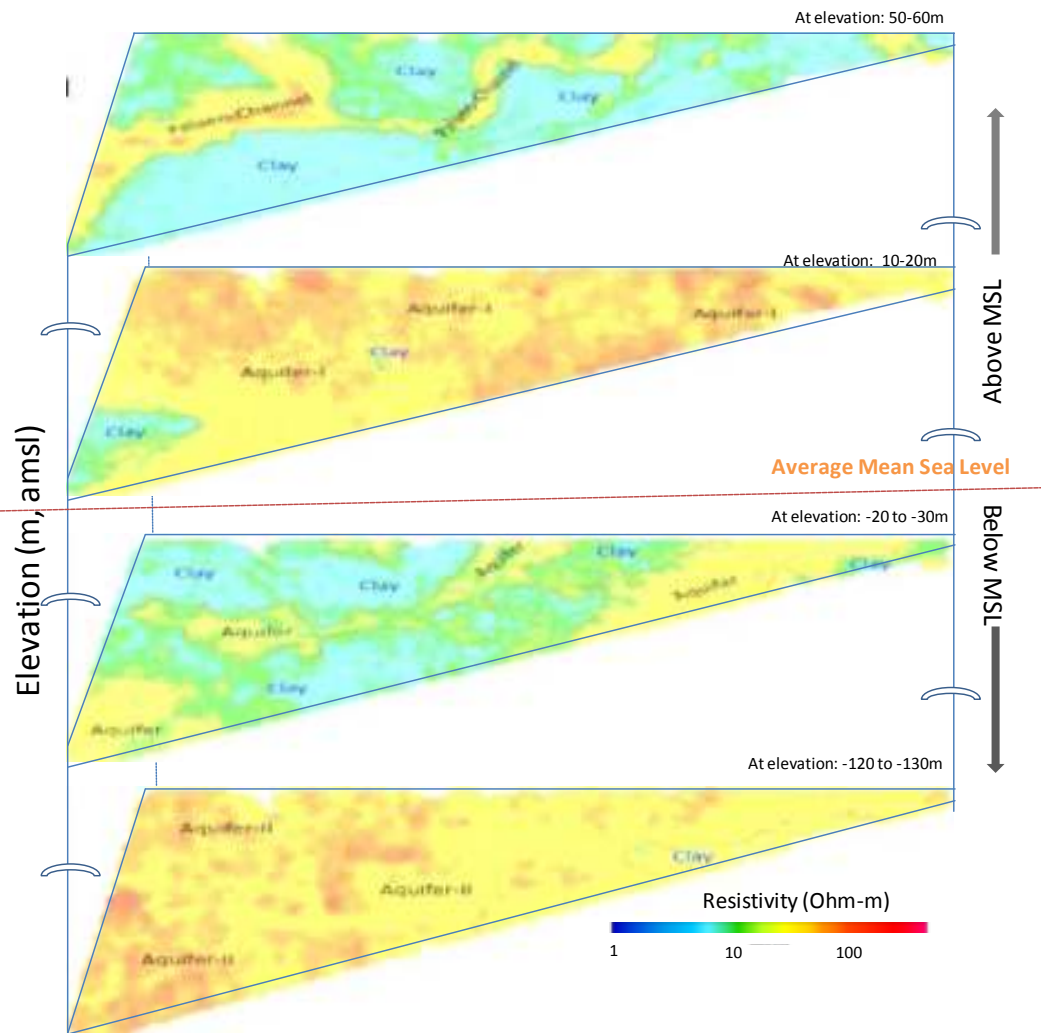 At elevation: 50-60m
Clay
Clay
Clay
At elevation: 10-20m
Aquifer-I
Aquifer-I
Clay
Aquifer-I
Clay
Above MSL
Elevation (m, amsl)
Average Mean Sea Level
At elevation: -20 to -30m
Below MSL
Clay
Clay
Clay
Clay
Aquifer
Aquifer
Aquifer
Clay
Aquifer
At elevation: -120 to -130m
Aquifer-II
Clay
Aquifer-II
Aquifer-II
Resistivity (Ohm-m)
1 10 100